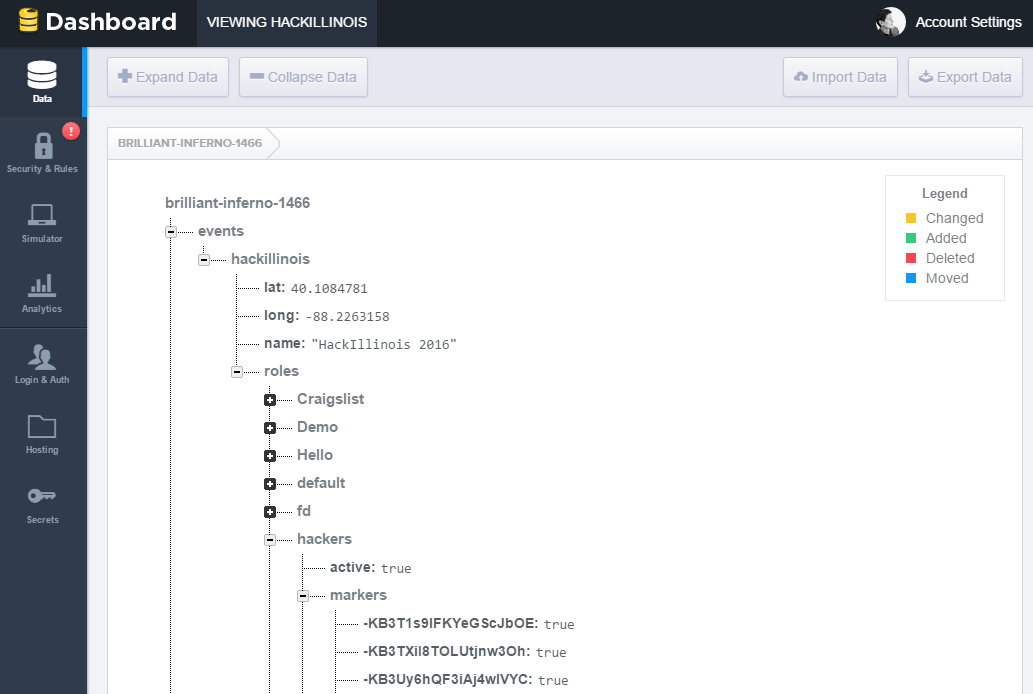 Dashboard
VIEWING HACKILLINOIS
Account Settings
Data
!
Security & Rules
Simulator
Analytics
Login & Auth
Hosting
Secrets
Expand Data
Collapse Data
Import Data
Export Data
BRILLIANT-INFERNO-1466
Legend
Changed
Added
Deleted
Moved
brilliant-inferno-1466
events
hackillinois
lat: 40.1084781
long: -88.2263158
name: "HackIllinois 2016"
roles
Craigslist
Demo
Hello
default
fd
hackers
active: true
markers
-KB3T1s9lFKYeGScJbOE: true
-KB3TXil8TOLUtjnw3Oh: true
-KB3Uy6hQF3iAj4wlVYC: true